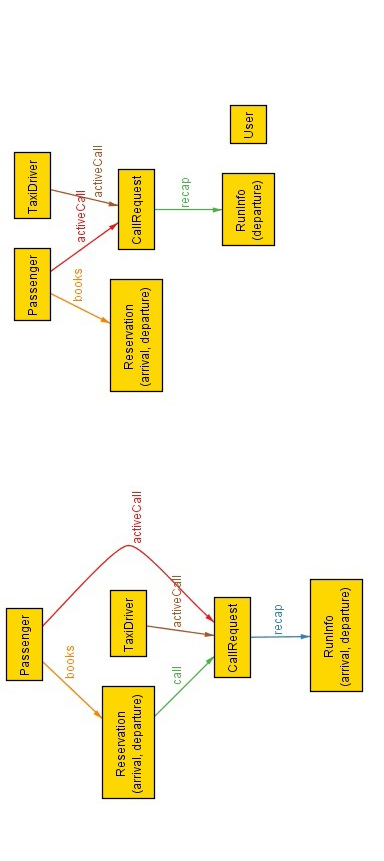 Passenger
books
activeCall
TaxiDriver
activeCall
Reservation
(arrival, departure)
call
CallRequest
recap
RunInfo
(arrival, departure)
Passenger
TaxiDriver
books
activeCall
activeCall
Reservation
(arrival, departure)
CallRequest
recap
RunInfo
(departure)
User